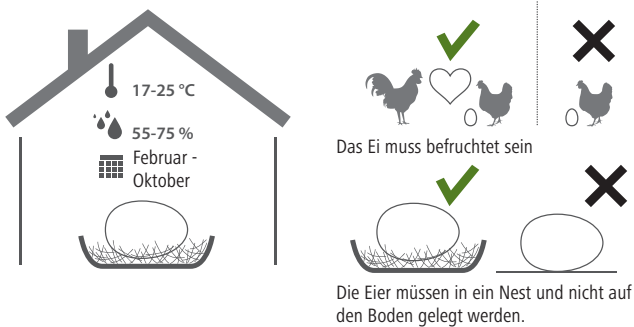 17-25 °C
55-75 %
Februar -
Oktober
Das Ei muss befruchtet sein
Die Eier müssen in ein Nest und nicht auf
den Boden gelegt werden.